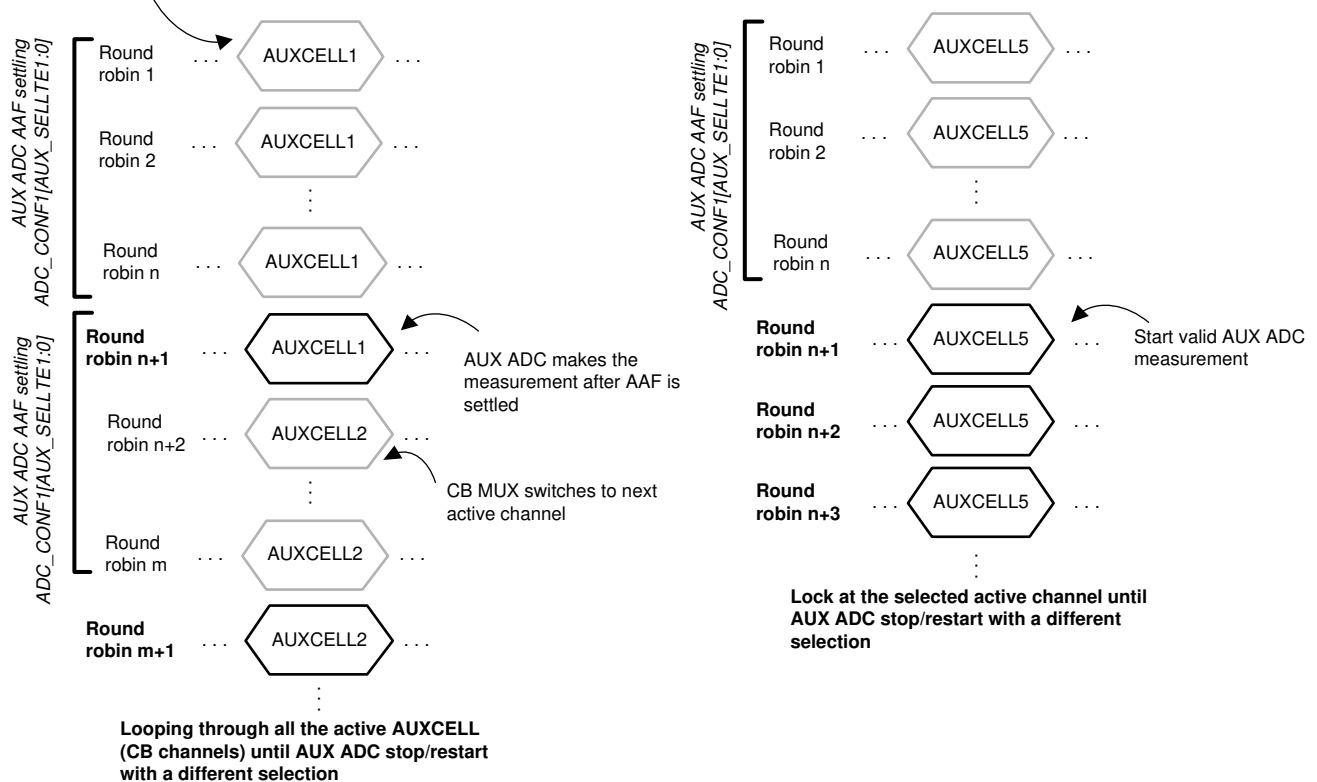 AUX ADC AAF settling
ADC_CONF1[AUX_SELLTE1:0]
Round
robin 1
. . .
AUXCELL1
. . .
Round
robin 2
. . .
AUXCELL1
. . .
Round
robin n
. . .
AUXCELL1
. . .
AUX ADC AAF settling
ADC_CONF1[AUX_SELLTE1:0]
Round
robin n+1
. . .
AUXCELL1
. . .
AUX ADC makes the
measurement after AAF is
settled
Round
robin n+2
. . .
AUXCELL2
. . .
CB MUX switches to next
active channel
Round
robin m
. . .
AUXCELL2
. . .
Round
robin m+1
. . .
AUXCELL2
. . .
Looping through all the active AUXCELL
(CB channels) until AUX ADC stop/restart
with a different selection
AUX ADC AAF settling
ADC_CONF1[AUX_SELLTE1:0]
Round
robin 1
. . .
AUXCELL5
. . .
Round
robin 2
. . .
AUXCELL5
. . .
Round
robin n
. . .
AUXCELL5
. . .
Round
robin n+1
. . .
AUXCELL5
. . .
Start valid AUX ADC
measurement
Round
robin n+2
. . .
AUXCELL5
. . .
Round
robin n+3
. . .
AUXCELL5
. . .
Lock at the selected active channel until
AUX ADC stop/restart with a different
selection